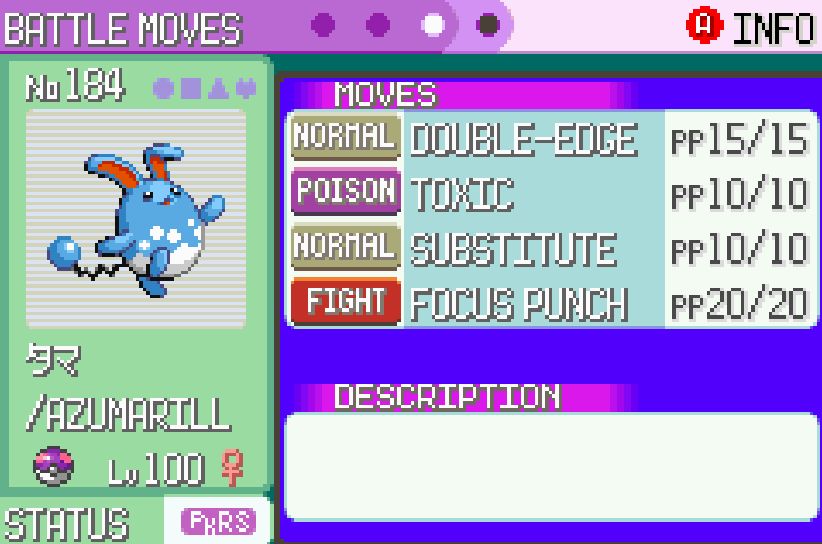 BATTLE MOVES
A INFO
No184
タマ
/AZUMARILL
Lv100♀
STATUS PKRS
MOVES
NORMAL DOUBLE-EDGE PP15/15
POISON TOXIC PP10/10
NORMAL SUBSTITUTE PP10/10
FIGHT FOCUS PUNCH PP20/20
DESCRIPTION